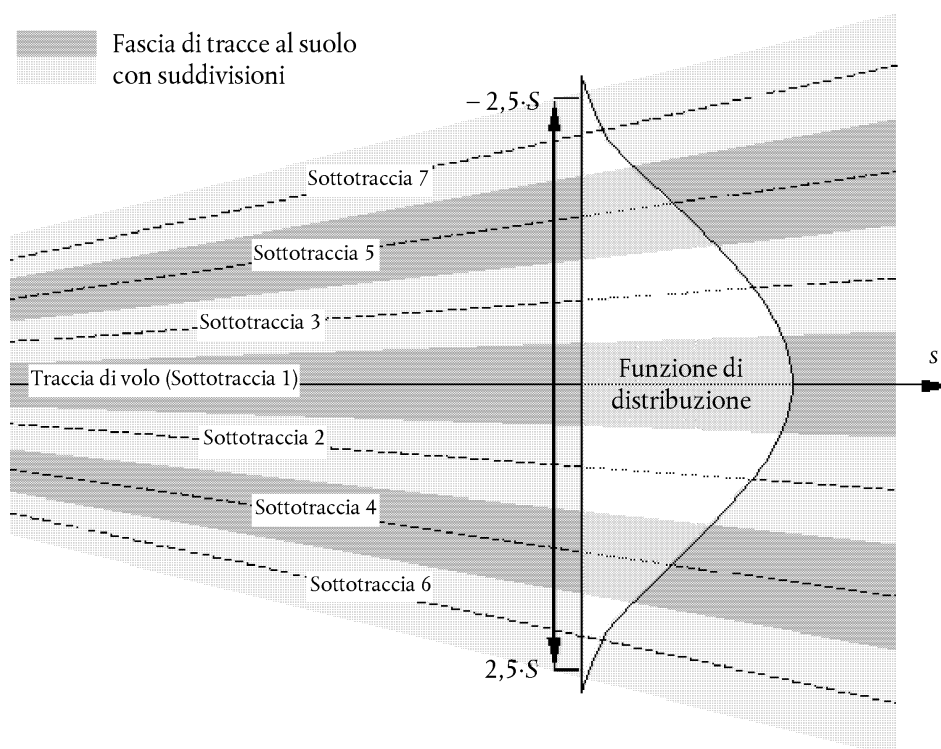 Fascia di tracce al suolo
con suddivisioni
– 2,5·S
Sottotraccia 7
Sottotraccia 5
Sottotraccia 3
Traccia di volo (Sottotraccia 1)
Funzione di
distribuzione
s
Sottotraccia 2
Sottotraccia 4
Sottotraccia 6
2,5·S